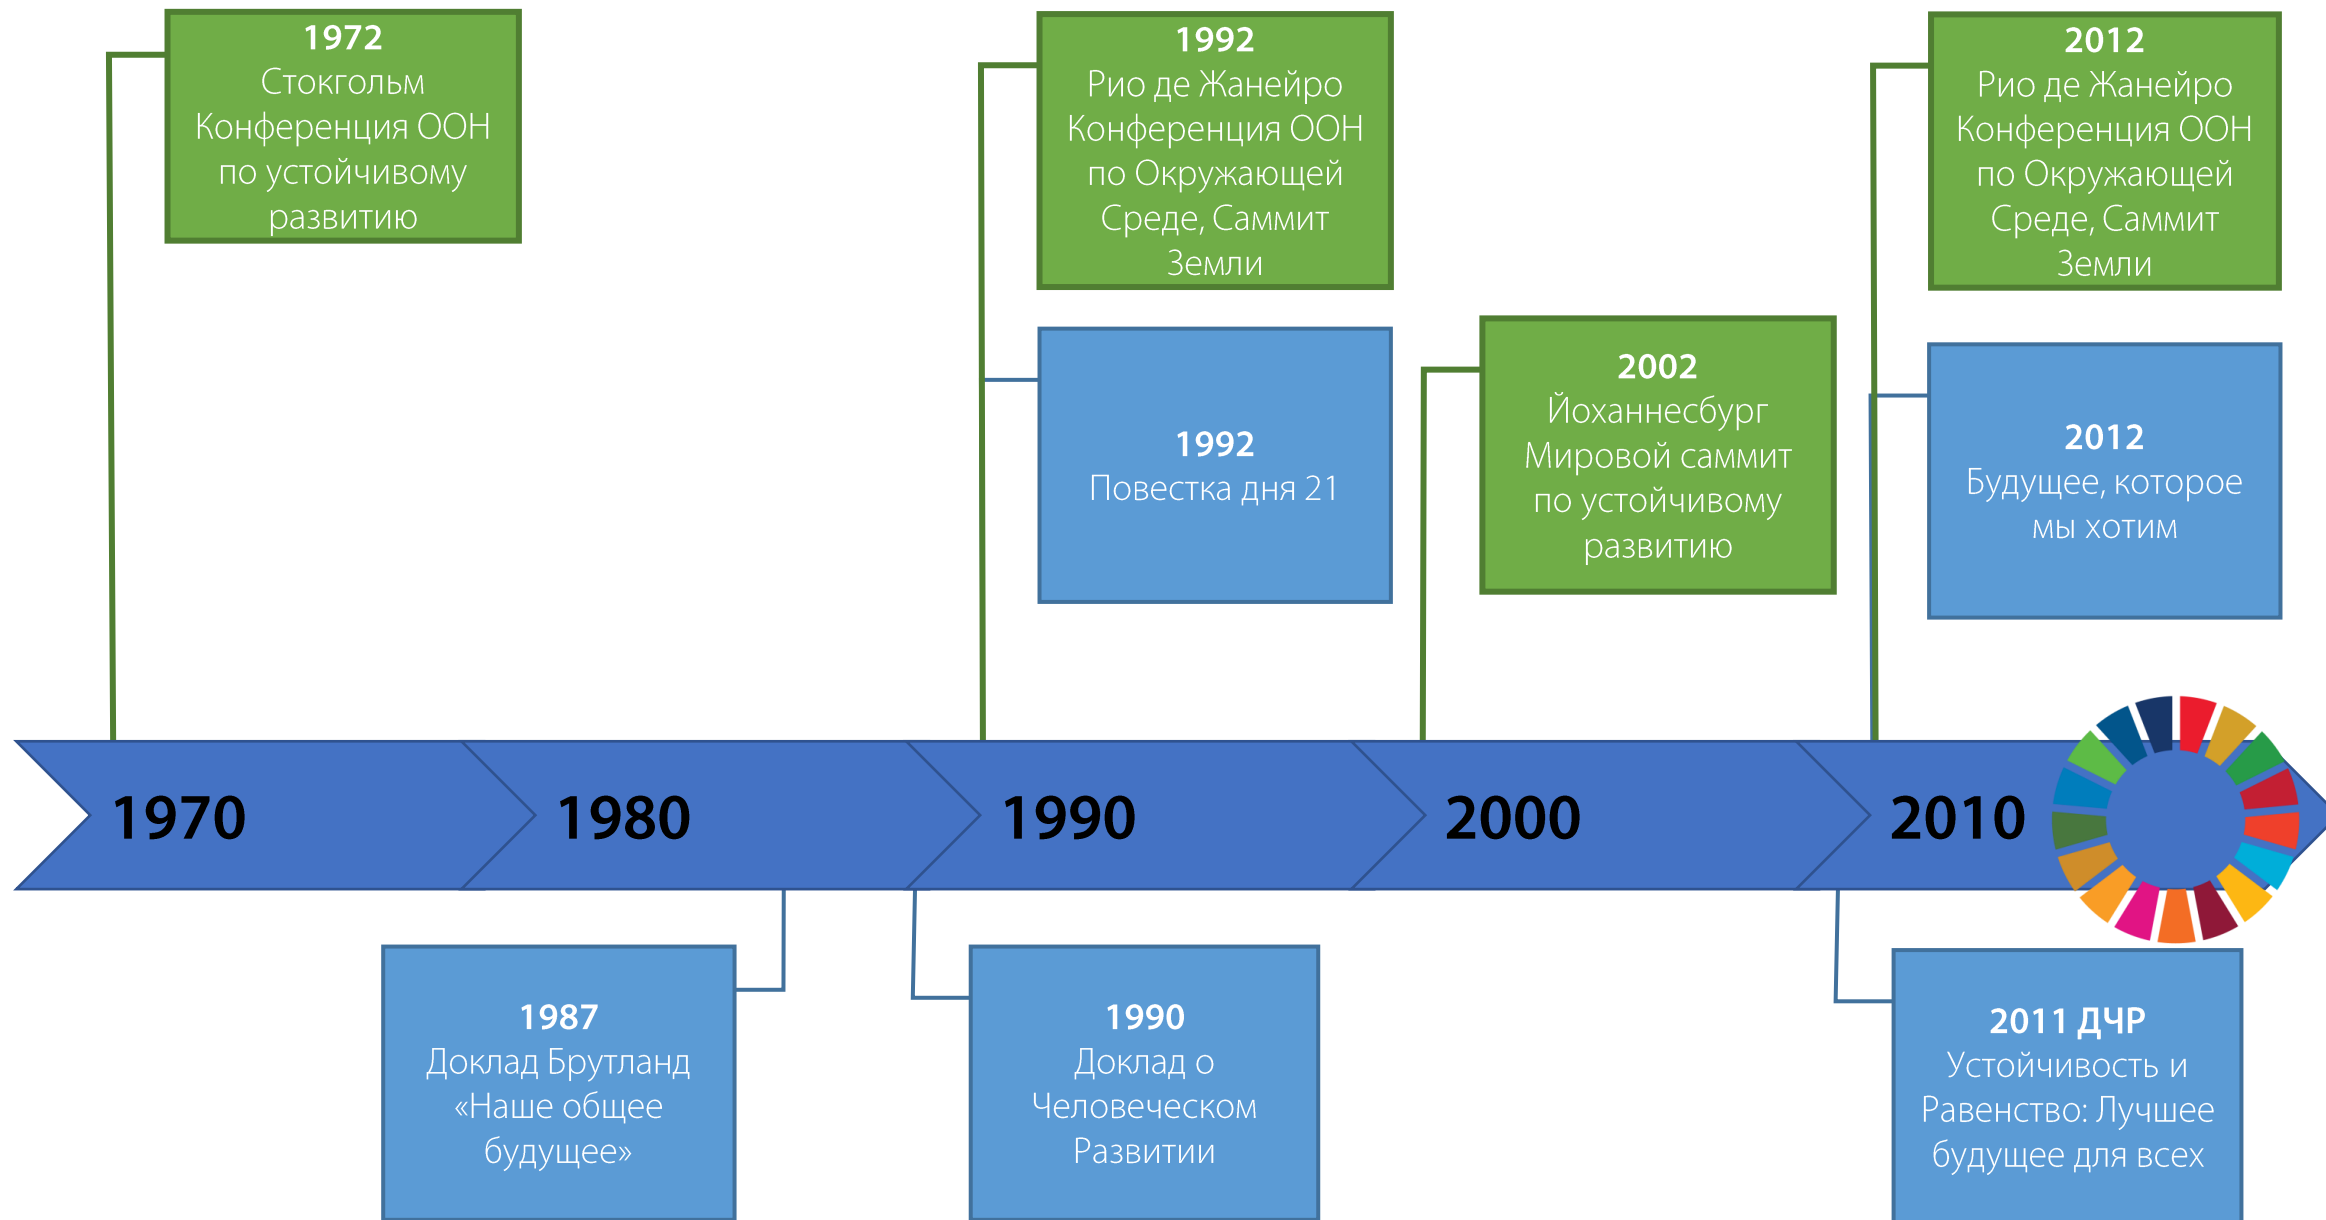 1972
Стокгольм
Конференция ООН
по устойчивому
развитию
1992
Рио де Жанейро
Конференция ООН
по Окружающей
Среде, Саммит
Земли
2012
Рио де Жанейро
Конференция ООН
по Окружающей
Среде, Саммит
Земли
1992
Повестка дня 21
2002
Йоханнесбург
Мировой саммит
по устойчивому
развитию
2012
Будущее, которое
мы хотим
1970
1980
1990
2000
2010
1987
Доклад Брутланд
«Наше общее
будущее»
1990
Доклад о
Человеческом
Развитии
2011 ДЧР
Устойчивость и
Равенство: Лучшее
будущее для всех